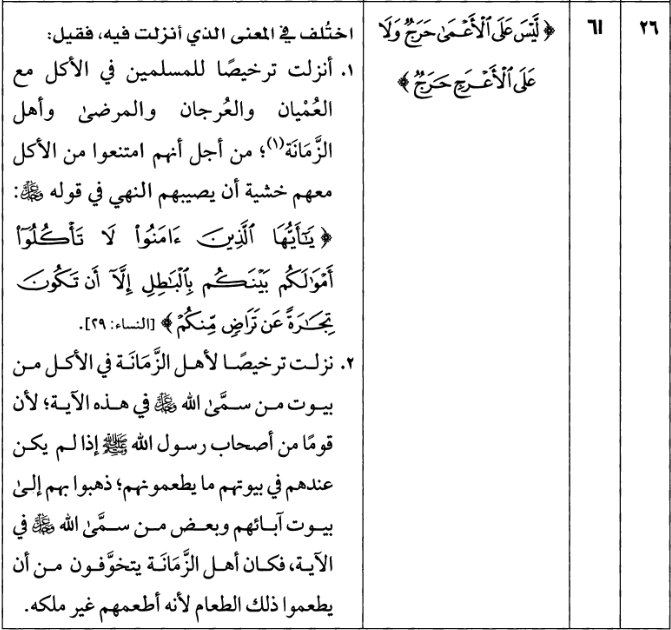 ٢٦
٦١
﴿ لَّيْسَ عَلَى ٱلْأَعْمَىٰ حَرَجٌ وَلَا
عَلَى ٱلْأَعْرَجِ حَرَجٌ ﴾
اختُلف في المعنى الذي أنزلت فيه، فقيل:
١. أنزلت ترخيصًا للمسلمين في الأكل مع
العُمْيان والعُرجان والمرضىٰ وأهل
الزَّمَانَة(١)؛ من أجل أنهم امتنعوا من الأكل
معهم خشية أن يصيبهم النهي في قوله ﷻ:
﴿ يَٰٓأَيُّهَا ٱلَّذِينَ ءَامَنُوا۟ لَا تَأْكُلُوٓا۟
أَمْوَٰلَكُم بَيْنَكُم بِٱلْبَٰطِلِ إِلَّآ أَن تَكُونَ
تِجَٰرَةً عَن تَرَاضٍ مِّنكُمْ ﴾ [النساء: ٢٩].
٢. نزلت ترخيصًا لأهل الزَّمَانَة في الأكل من
بيوت من سمَّىٰ الله ﷻ في هذه الآية؛ لأن
قومًا من أصحاب رسول الله ﷺ إذا لم يكن
عندهم في بيوتهم ما يطعمونهم؛ ذهبوا بهم إلىٰ
بيوت آبائهم وبعض من سمَّىٰ الله ﷻ في
الآية، فكان أهل الزَّمَانَة يتخوَّفون من أن
يطعموا ذلك الطعام لأنه أطعمهم غير ملكه.